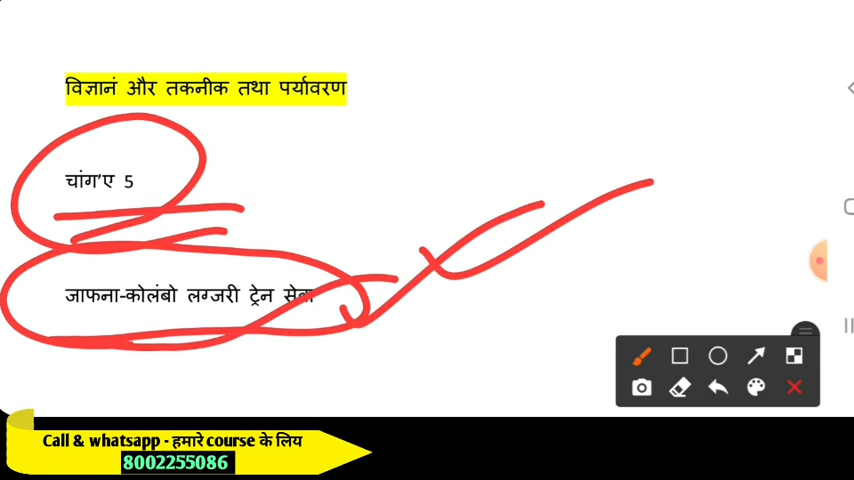 विज्ञानं और तकनीक तथा पर्यावरण
चांग'ए 5
जाफना-कोलंबो लग्जरी ट्रेन सेवा
Call & whatsapp - हमारे course के लिय
8002255086